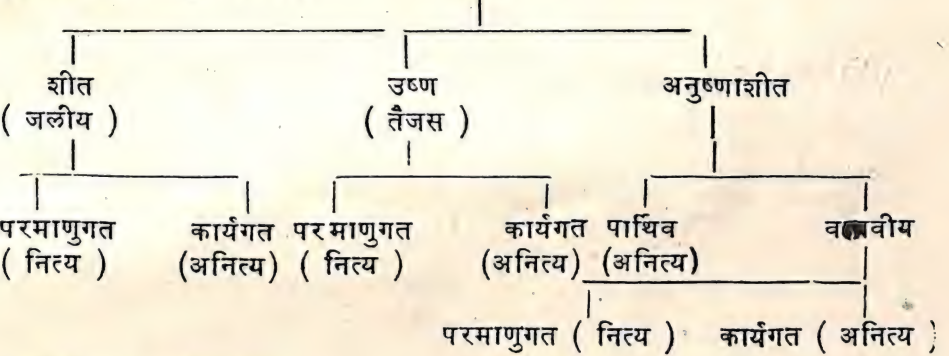 शीत उष्ण अनुष्णाशीत
( जलीय ) ( तैजस )
परमाणुगत कार्यगत परमाणुगत कार्यगत पार्थिव
( नित्य ) (अनित्य) ( नित्य ) (अनित्य) (अनित्य)
परमाणुगत ( नित्य ) कार्यगत ( अनित्य )